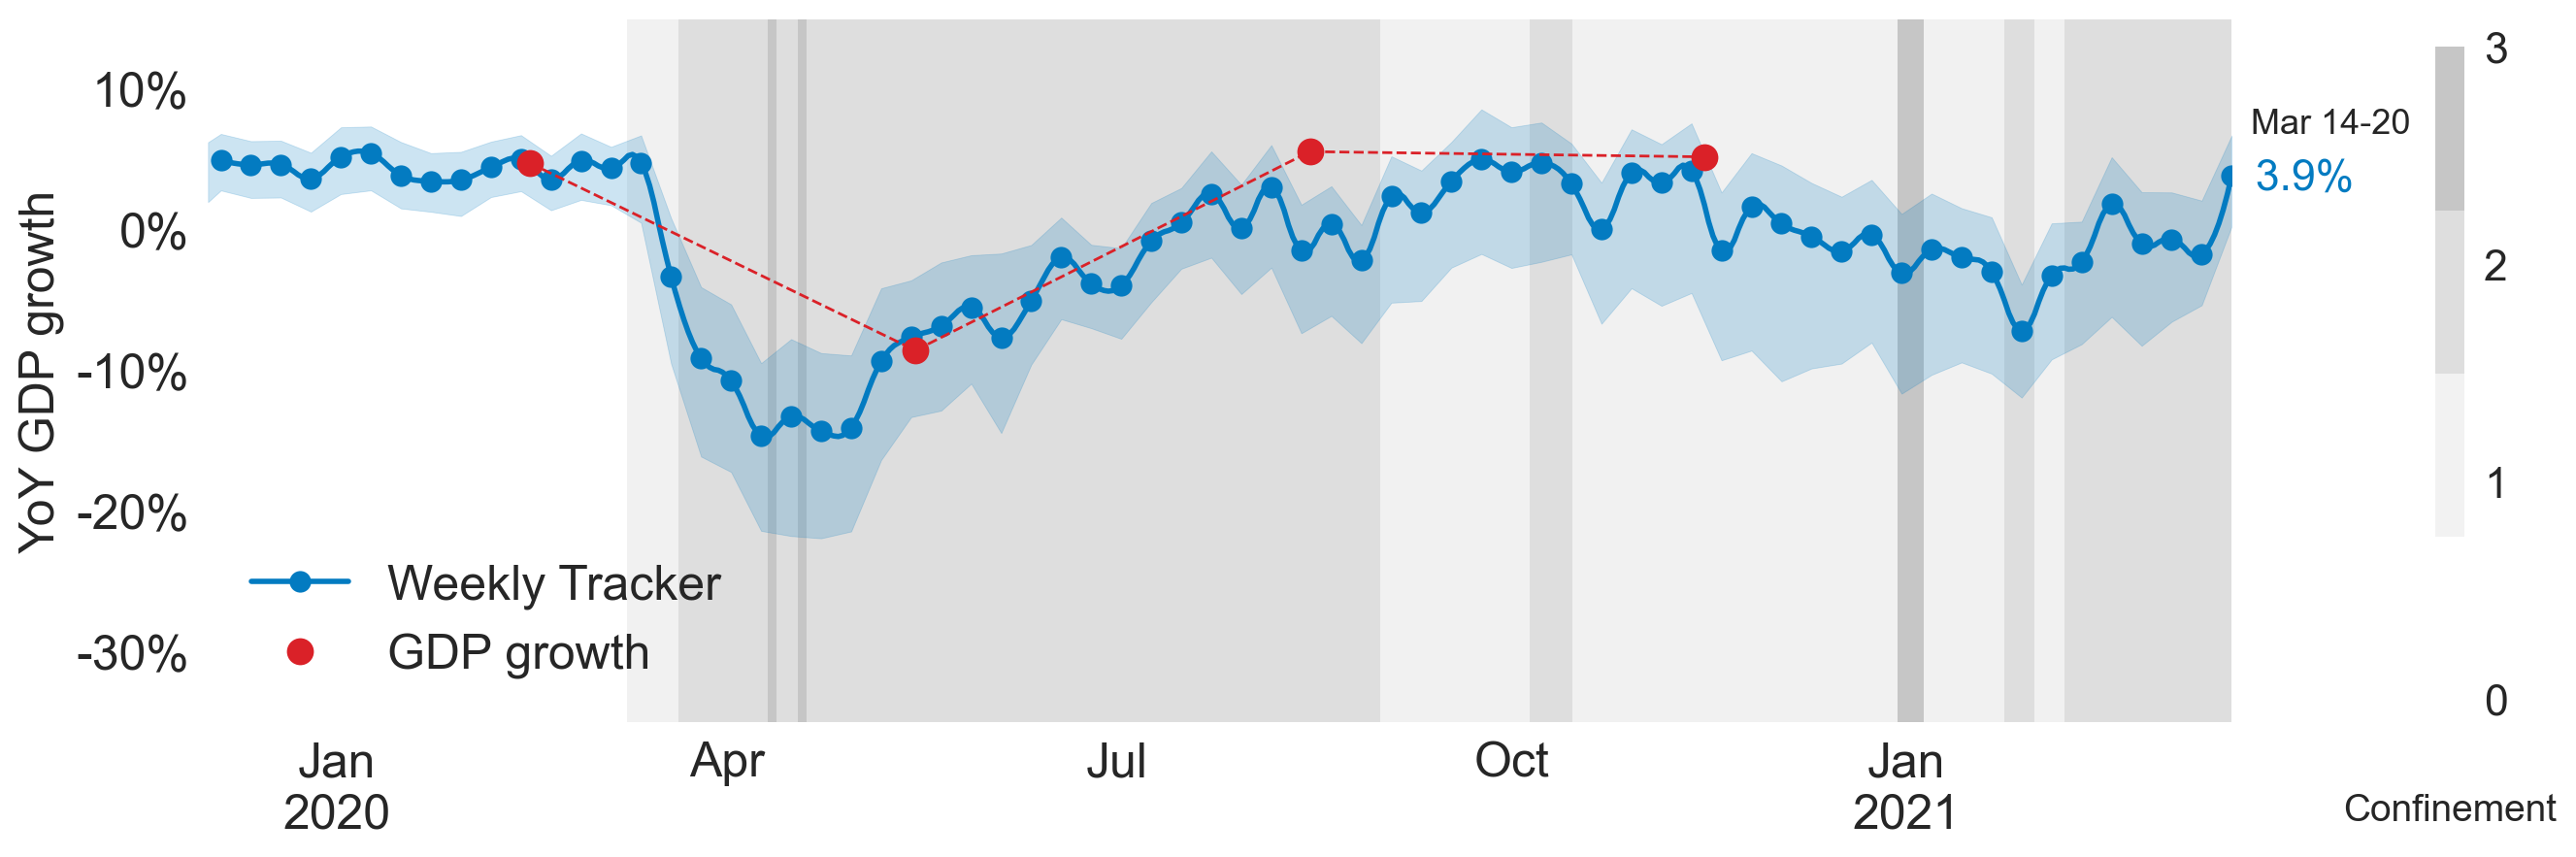 YoY GDP growth
10%
0%
-10%
-20%
-30%
Weekly Tracker
GDP growth
Jan
2020
Apr
Jul
Oct
Jan
2021
Mar 14-20
3.9%
3
2
1
0
Confinement